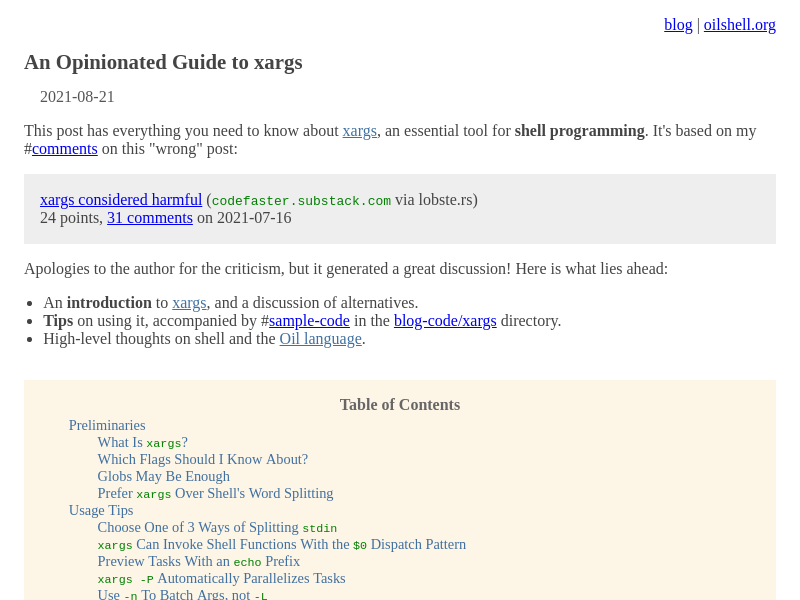 blog | oilshell.org
An Opinionated Guide to xargs
2021-08-21
This post has everything you need to know about xargs, an essential tool for shell programming. It's based on my
#comments on this "wrong" post:
xargs considered harmful (codefaster.substack.com via lobste.rs)
24 points, 31 comments on 2021-07-16
Apologies to the author for the criticism, but it generated a great discussion! Here is what lies ahead:
An introduction to xargs, and a discussion of alternatives.
Tips on using it, accompanied by #sample-code in the blog-code/xargs directory.
High-level thoughts on shell and the Oil language.
Table of Contents
Preliminaries
What Is xargs?
Which Flags Should I Know About?
Globs May Be Enough
Prefer xargs Over Shell's Word Splitting
Usage Tips
Choose One of 3 Ways of Splitting stdin
xargs Can Invoke Shell Functions With the $0 Dispatch Pattern
Preview Tasks With an echo Prefix
xargs -P Automatically Parallelizes Tasks
Use -n To Batch Args, not -L